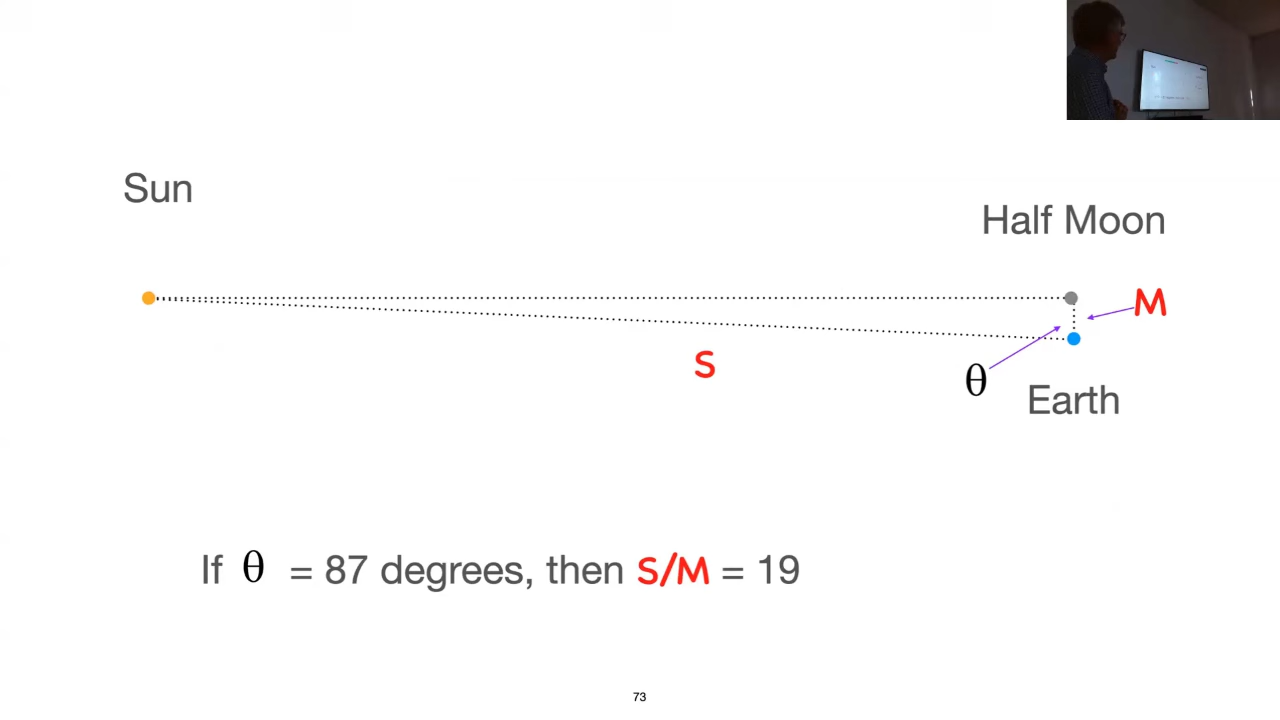 Sun
Half Moon
M
S
θ
Earth
If θ = 87 degrees, then S/M = 19
73